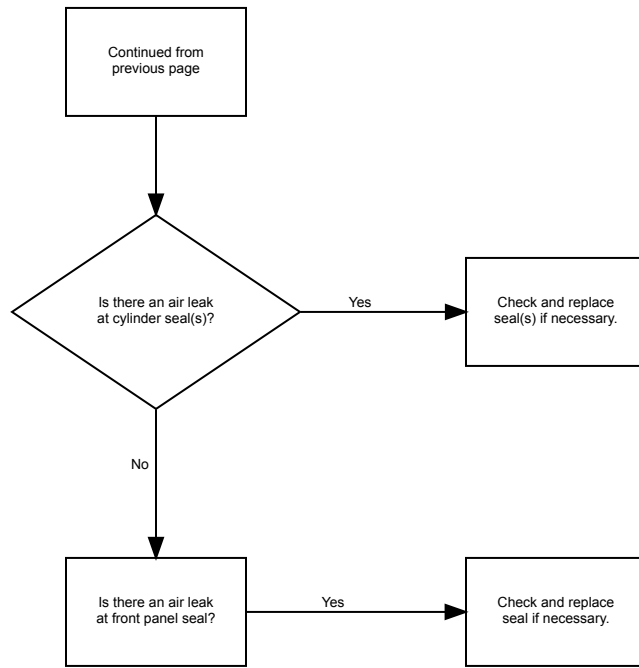 Continued from
previous page
Is there an air leak
at cylinder seal(s)?
Yes
Check and replace
seal(s) if necessary.
No
Is there an air leak
at front panel seal?
Yes
Check and replace
seal if necessary.